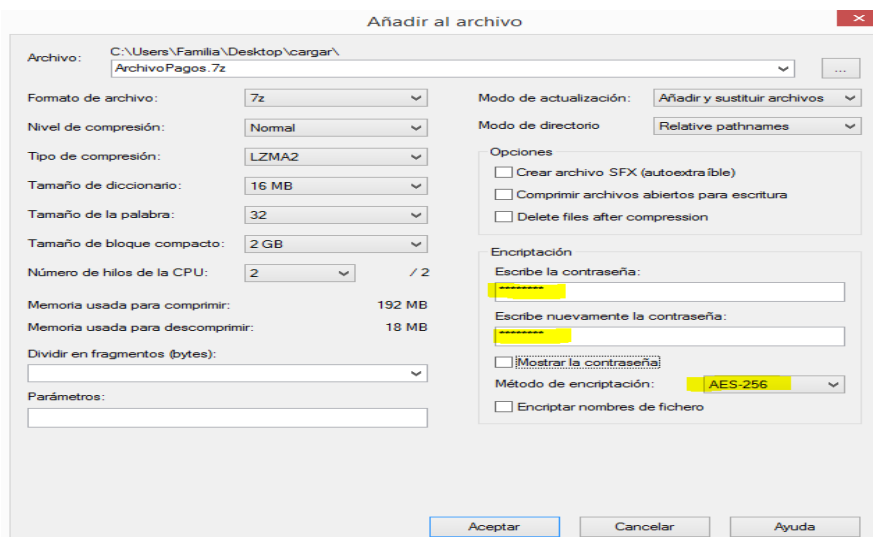 Añadir al archivo
Archivo: C:\Users\Familia\Desktop\cargar\
ArchivoPagos.7z
...
Formato de archivo: 7z
Nivel de compresión: Normal
Tipo de compresión: LZMA2
Tamaño de diccionario: 16 MB
Tamaño de la palabra: 32
Tamaño de bloque compacto: 2 GB
Número de hilos de la CPU: 2 / 2
Memoria usada para comprimir: 192 MB
Memoria usada para descomprimir: 18 MB
Dividir en fragmentos (bytes):
Parámetros:
Modo de actualización: Añadir y sustituir archivos
Modo de directorio Relative pathnames
Opciones
Crear archivo SFX (autoextraíble)
Comprimir archivos abiertos para escritura
Delete files after compression
Encriptación
Escribe la contraseña:
********
Escribe nuevamente la contraseña:
********
Mostrar la contraseña
Método de encriptación: AES-256
Encriptar nombres de fichero
Aceptar Cancelar Ayuda